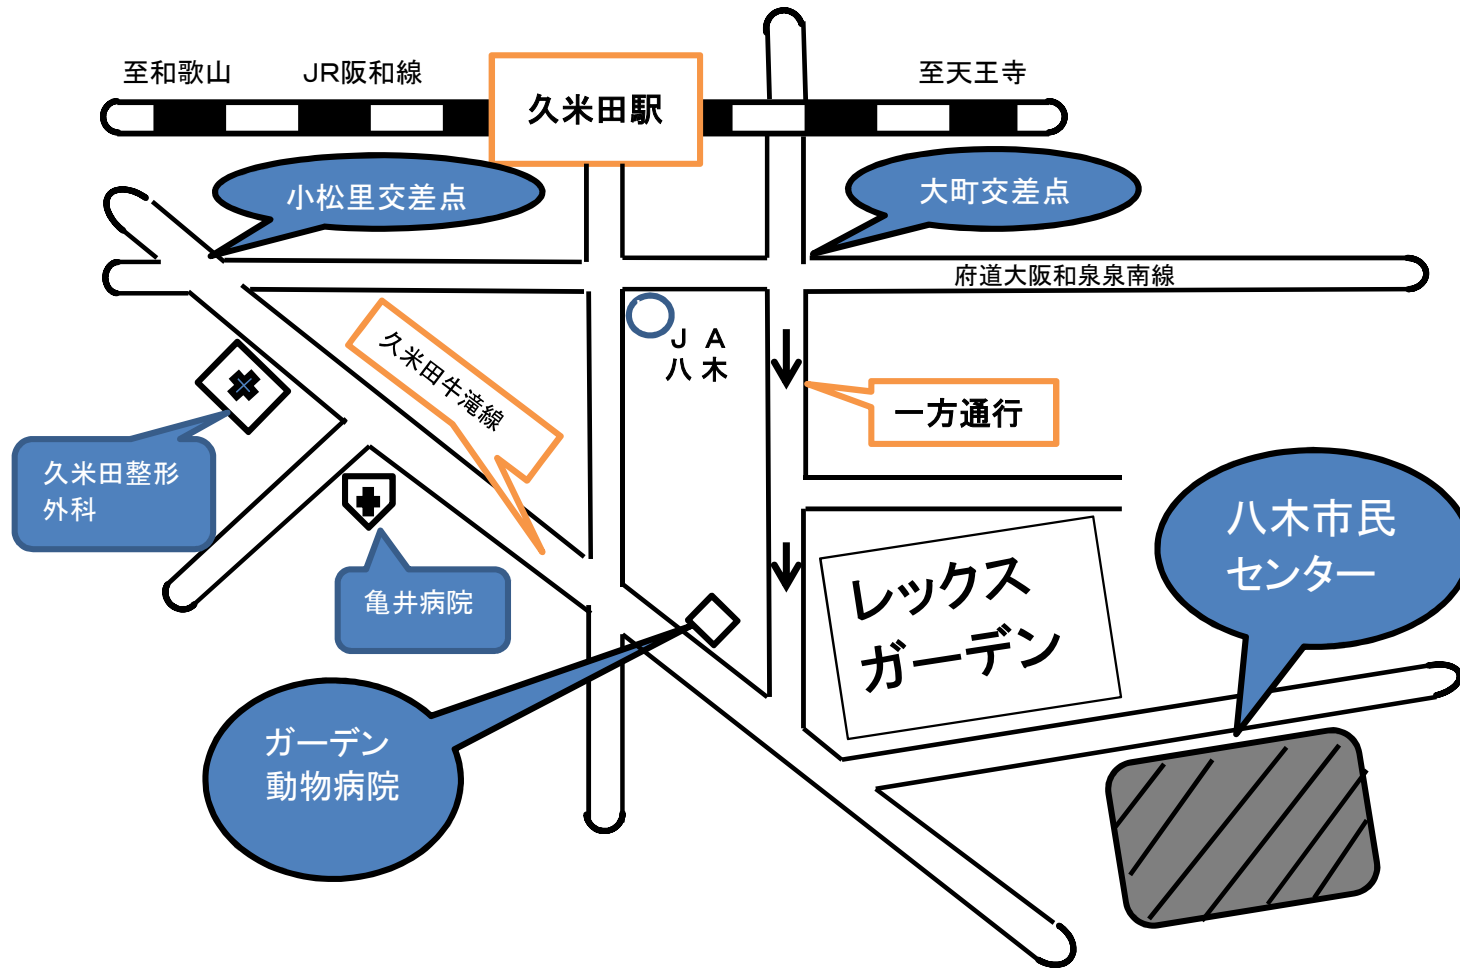 至和歌山
JR阪和線
久米田駅
至天王寺
小松里交差点
大町交差点
府道大阪和泉泉南線
JA
八木
久米田牛滝線
一方通行
久米田整形
外科
亀井病院
八木市民
センター
レックス
ガーデン
ガーデン
動物病院